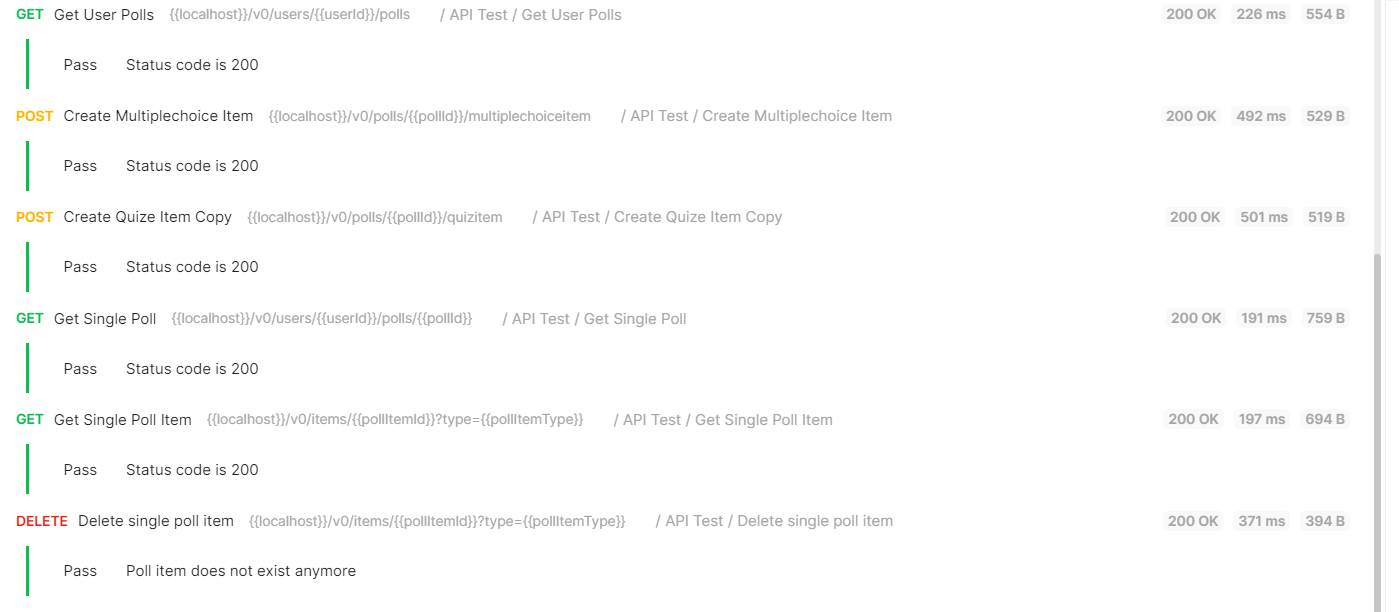 GET Get User Polls {{localhost}}/v0/users/{{userId}}/polls / API Test / Get User Polls 200 OK 226 ms 554 B
Pass Status code is 200
POST Create Multiplechoice Item {{localhost}}/v0/polls/{{pollId}}/multiplechoiceitem / API Test / Create Multiplechoice Item 200 OK 492 ms 529 B
Pass Status code is 200
POST Create Quize Item Copy {{localhost}}/v0/polls/{{pollId}}/quizitem / API Test / Create Quize Item Copy 200 OK 501 ms 519 B
Pass Status code is 200
GET Get Single Poll {{localhost}}/v0/users/{{userId}}/polls/{{pollId}} / API Test / Get Single Poll 200 OK 191 ms 759 B
Pass Status code is 200
GET Get Single Poll Item {{localhost}}/v0/items/{{pollItemId}}?type={{pollItemType}} / API Test / Get Single Poll Item 200 OK 197 ms 694 B
Pass Status code is 200
DELETE Delete single poll item {{localhost}}/v0/items/{{pollItemId}}?type={{pollItemType}} / API Test / Delete single poll item 200 OK 371 ms 394 B
Pass Poll item does not exist anymore